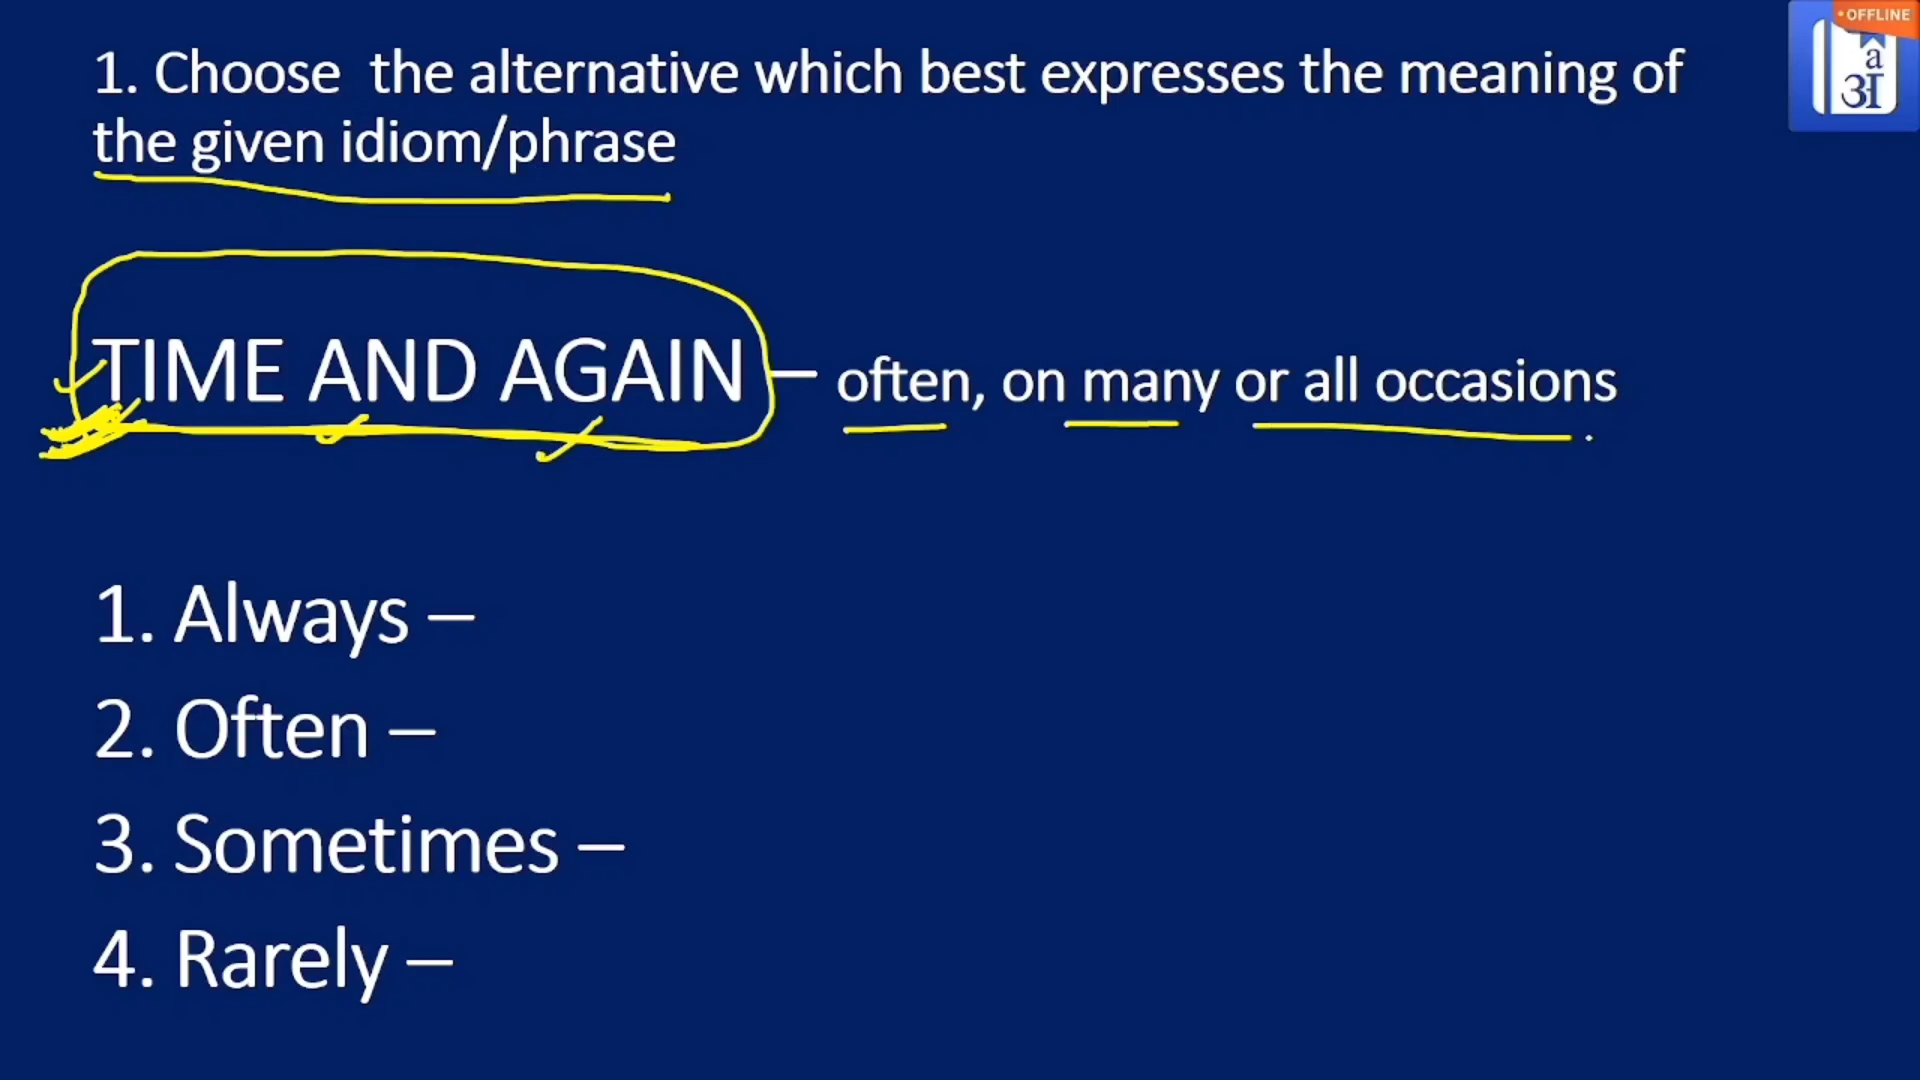 • OFFLINE
1. Choose the alternative which best expresses the meaning of
the given idiom/phrase
a
अ
TIME AND AGAIN – often, on many or all occasions
1. Always –
2. Often –
3. Sometimes –
4. Rarely –